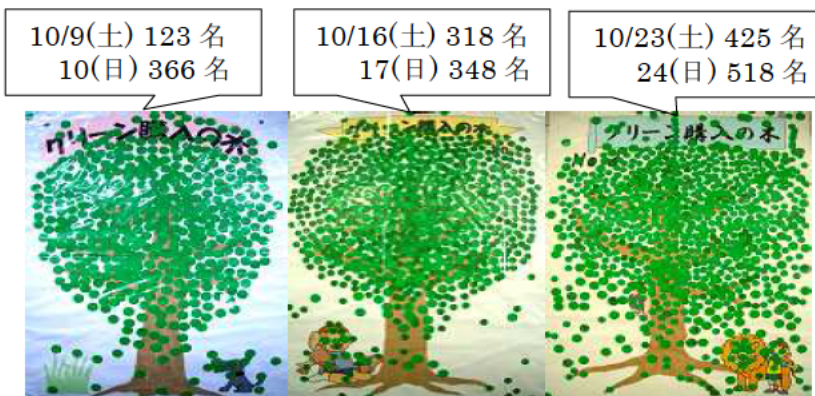 10/9(土) 123 名
10(日) 366 名
10/16(土) 318 名
17(日) 348 名
10/23(土) 425 名
24(日) 518 名
グリーン購入の木
グリーン購入の木
グリーン購入の木